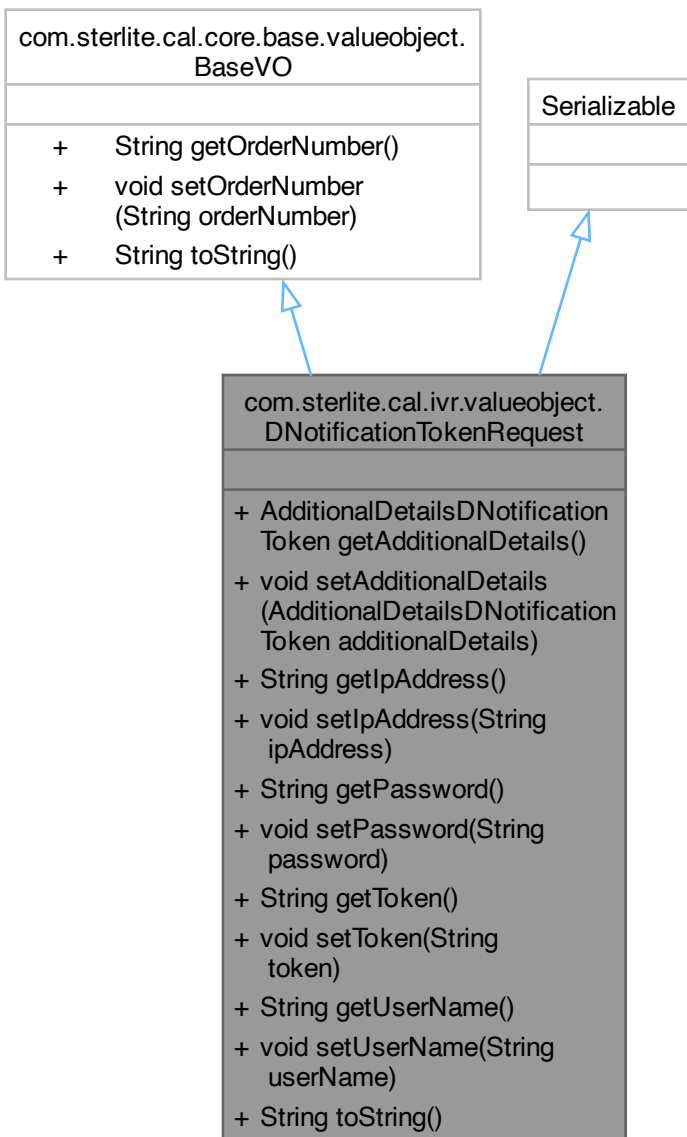 com.sterlite.cal.core.base.valueobject.
BaseVO
+ String getOrderNumber()
+ void setOrderNumber
(String orderNumber)
+ String toString()
Serializable
com.sterlite.cal.ivr.valueobject.
DNotificationTokenRequest
+ AdditionalDetailsDNotification
Token getAdditionalDetails()
+ void setAdditionalDetails
(AdditionalDetailsDNotification
Token additionalDetails)
+ String getIpAddress()
+ void setIpAddress(String
ipAddress)
+ String getPassword()
+ void setPassword(String
password)
+ String getToken()
+ void setToken(String
token)
+ String getUserName()
+ void setUserName(String
userName)
+ String toString()